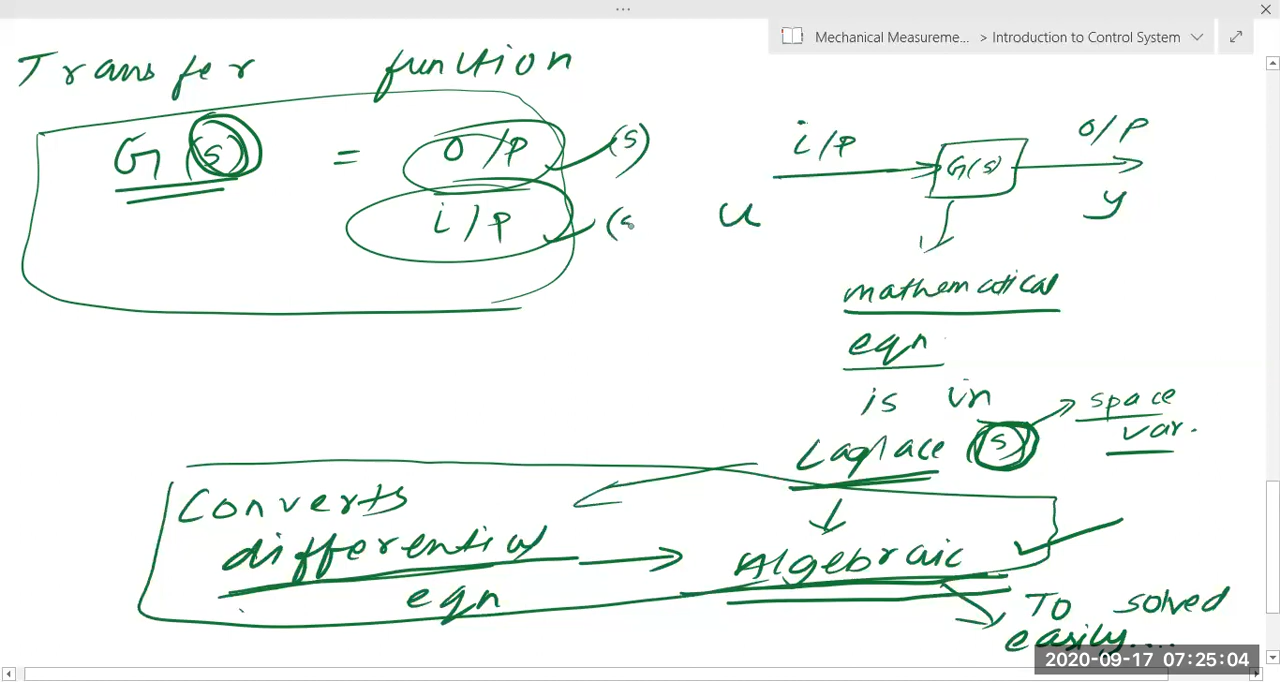 Mechanical Measureme... > Introduction to Control System
Transfer function
G(s) = O/P (s)
i/P (s
i/P G(s) O/P
u y
mathematical
eqn
is in
Laplace (s) space
var.
Converts
differential Algebraic
eqn
To solved
easily....
2020-09-17 07:25:04